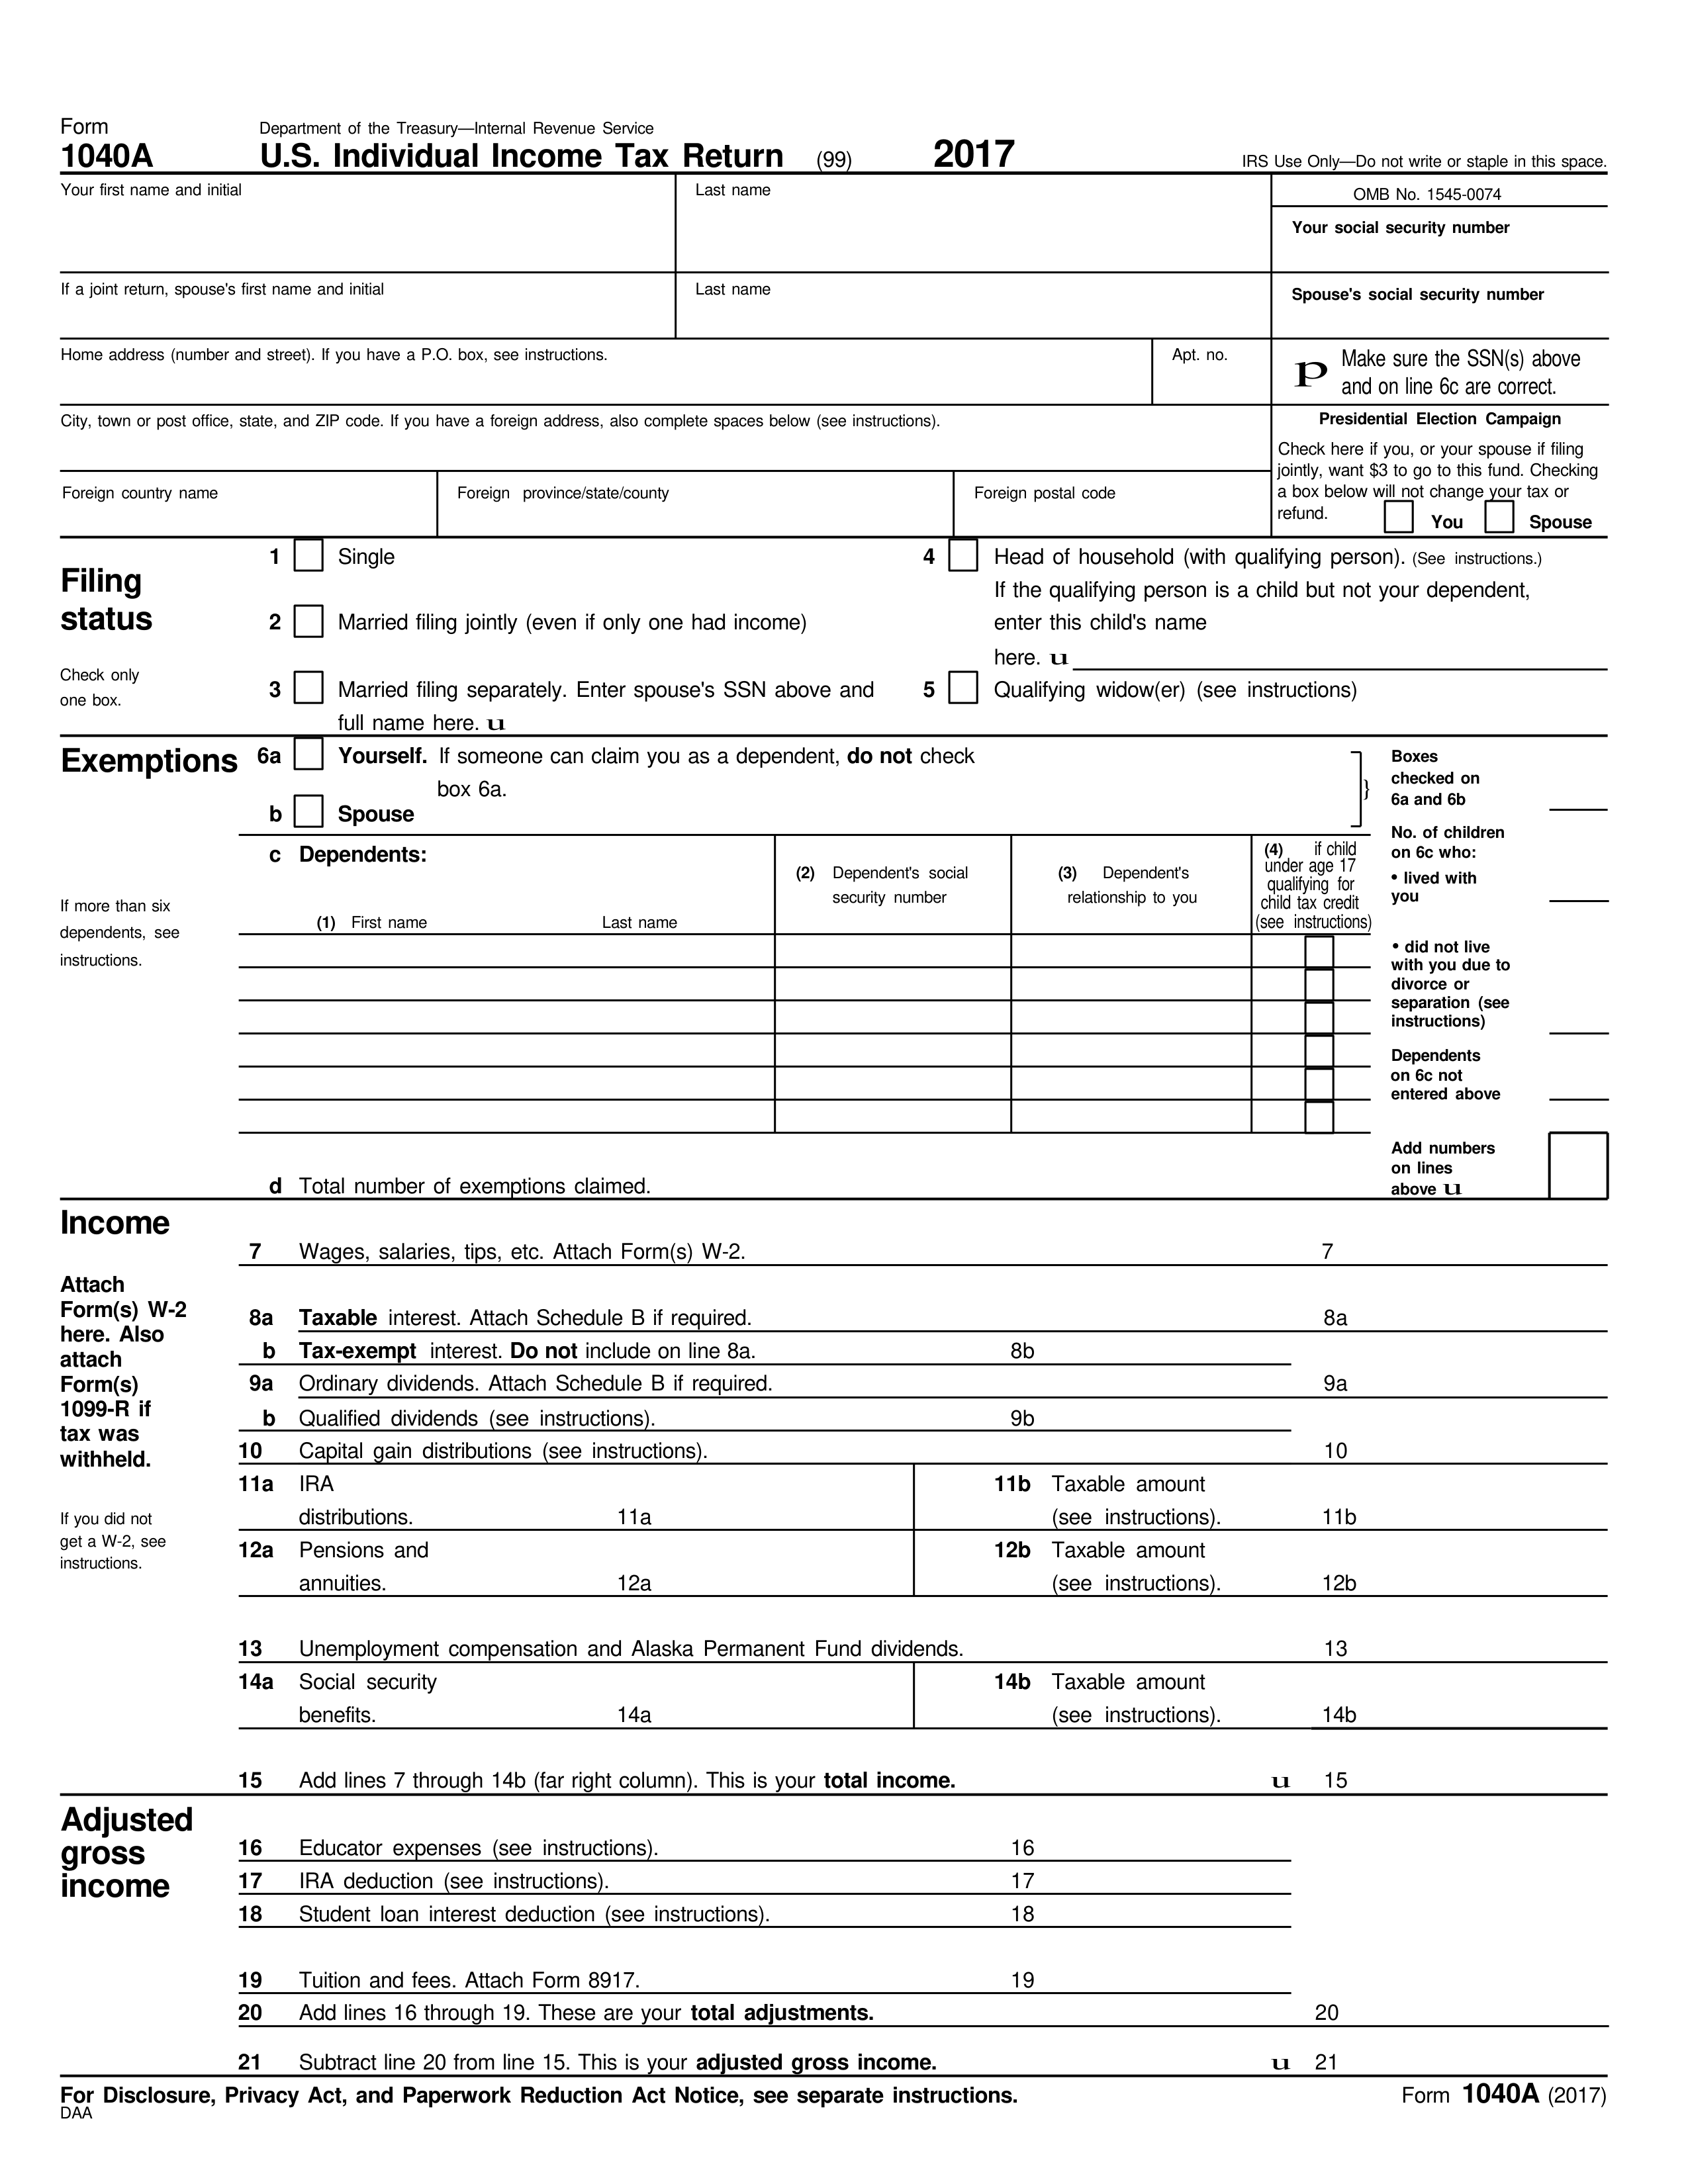 Form
1040A
Department of the Treasury—Internal Revenue Service
U.S. Individual Income Tax Return (99) 2017
IRS Use Only—Do not write or staple in this space.
Your first name and initial
Last name
OMB No. 1545-0074
Your social security number
If a joint return, spouse's first name and initial
Last name
Spouse's social security number
Home address (number and street). If you have a P.O. box, see instructions.
Apt. no.
p Make sure the SSN(s) above
and on line 6c are correct.
City, town or post office, state, and ZIP code. If you have a foreign address, also complete spaces below (see instructions).
Presidential Election Campaign
Check here if you, or your spouse if filing
jointly, want $3 to go to this fund. Checking
a box below will not change your tax or
refund. You Spouse
Foreign country name
Foreign province/state/county
Foreign postal code
Filing
status
Check only
one box.
1 Single
2 Married filing jointly (even if only one had income)
3 Married filing separately. Enter spouse's SSN above and
full name here. u
4 Head of household (with qualifying person). (See instructions.)
If the qualifying person is a child but not your dependent,
enter this child's name
here. u
5 Qualifying widow(er) (see instructions)
Exemptions
6a Yourself. If someone can claim you as a dependent, do not check
box 6a.
b Spouse
}
Boxes
checked on
6a and 6b
c Dependents:
(1) First name Last name
(2) Dependent's social
security number
(3) Dependent's
relationship to you
(4) if child
under age 17
qualifying for
child tax credit
(see instructions)
If more than six
dependents, see
instructions.
No. of children
on 6c who:
• lived with
you
• did not live
with you due to
divorce or
separation (see
instructions)
Dependents
on 6c not
entered above
Add numbers
on lines
above u
d Total number of exemptions claimed.
Income
Attach
Form(s) W-2
here. Also
attach
Form(s)
1099-R if
tax was
withheld.
If you did not
get a W-2, see
instructions.
7 Wages, salaries, tips, etc. Attach Form(s) W-2. 7
8a Taxable interest. Attach Schedule B if required. 8a
b Tax-exempt interest. Do not include on line 8a. 8b
9a Ordinary dividends. Attach Schedule B if required. 9a
b Qualified dividends (see instructions). 9b
10 Capital gain distributions (see instructions). 10
11a IRA
distributions. 11a
11b Taxable amount
(see instructions). 11b
12a Pensions and
annuities. 12a
12b Taxable amount
(see instructions). 12b
13 Unemployment compensation and Alaska Permanent Fund dividends. 13
14a Social security
benefits. 14a
14b Taxable amount
(see instructions). 14b
15 Add lines 7 through 14b (far right column). This is your total income. u 15
Adjusted
gross
income
16 Educator expenses (see instructions). 16
17 IRA deduction (see instructions). 17
18 Student loan interest deduction (see instructions). 18
19 Tuition and fees. Attach Form 8917. 19
20 Add lines 16 through 19. These are your total adjustments. 20
21 Subtract line 20 from line 15. This is your adjusted gross income. u 21
For Disclosure, Privacy Act, and Paperwork Reduction Act Notice, see separate instructions.
Form 1040A (2017)
DAA